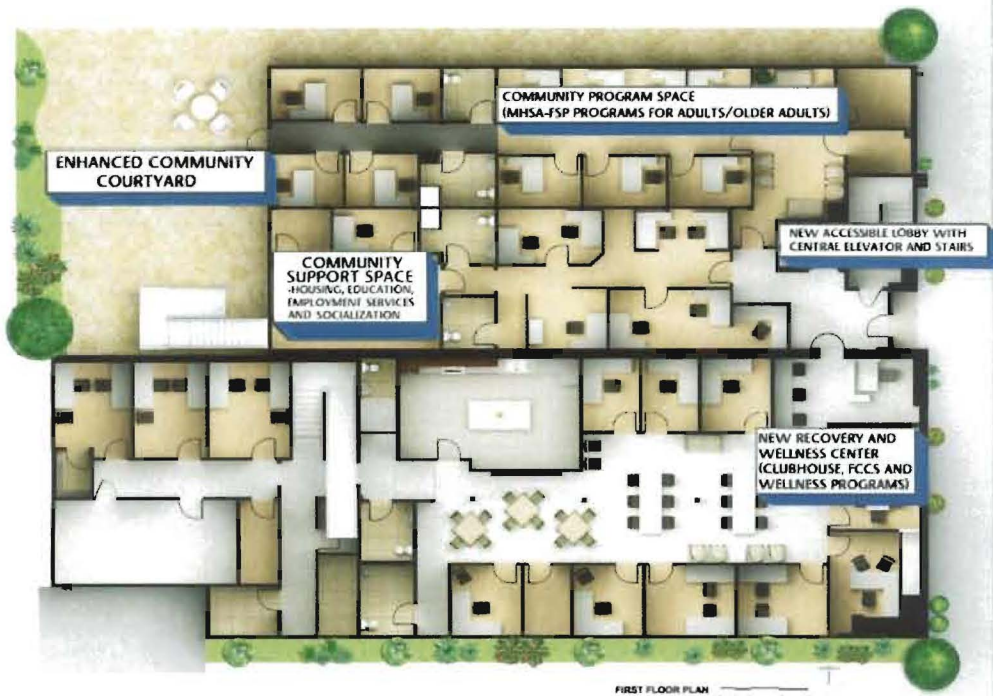 COMMUNITY PROGRAM SPACE
(MHSA-FSP PROGRAMS FOR ADULTS/OLDER ADULTS)
ENHANCED COMMUNITY
COURTYARD
NEW ACCESSIBLE LOBBY WITH
CENTRAL ELEVATOR AND STAIRS
COMMUNITY
SUPPORT SPACE
-HOUSING, EDUCATION,
EMPLOYMENT SERVICES
AND SOCIALIZATION
NEW RECOVERY AND
WELLNESS CENTER
(CLUBHOUSE, FCCS AND
WELLNESS PROGRAMS)
FIRST FLOOR PLAN